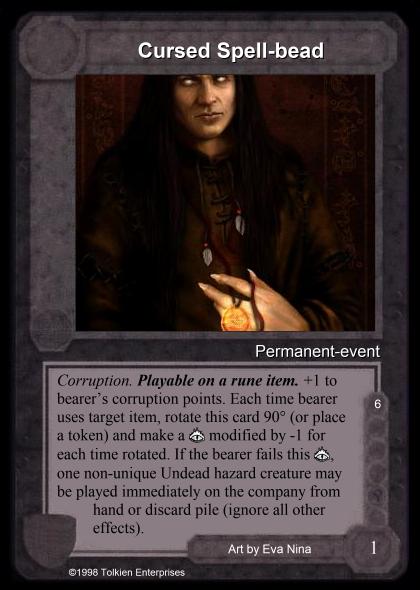 Cursed Spell-bead
Permanent-event
Corruption. Playable on a rune item. +1 to
bearer's corruption points. Each time bearer
uses target item, rotate this card 90° (or place
a token) and make a modified by -1 for
each time rotated. If the bearer fails this ,
one non-unique Undead hazard creature may
be played immediately on the company from
hand or discard pile (ignore all other
effects).
6
Art by Eva Nina
1
©1998 Tolkien Enterprises